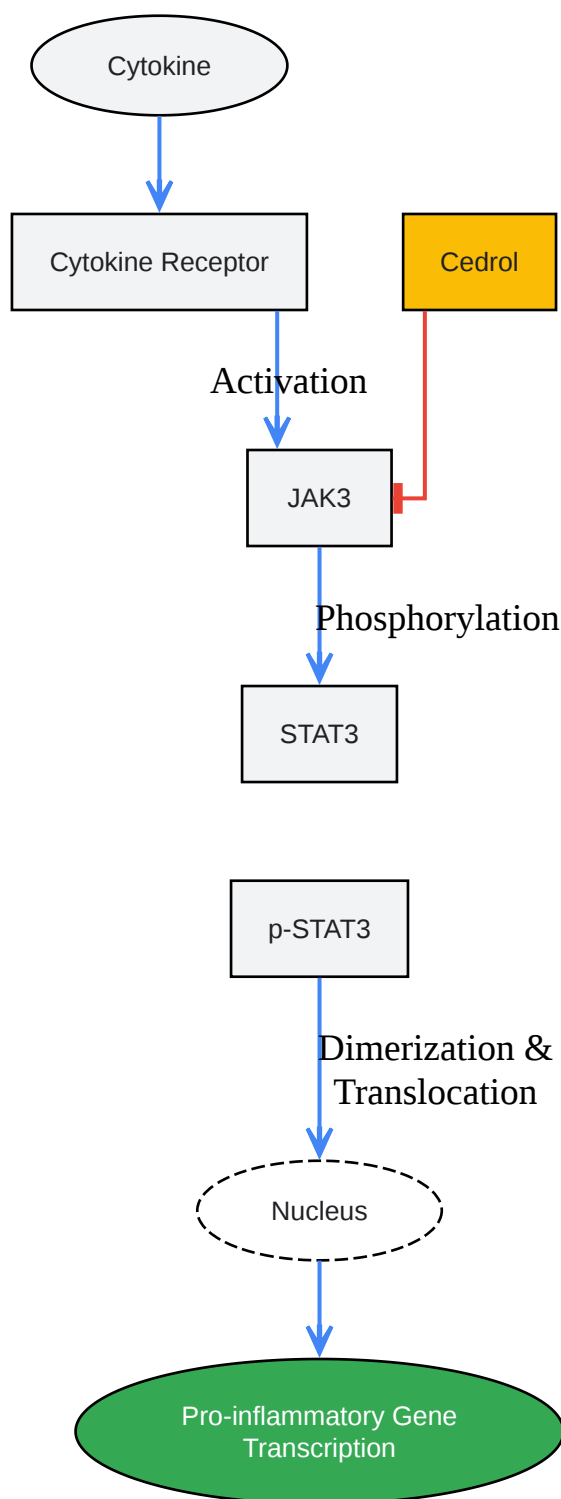 Cytokine
Cytokine Receptor
Cedrol
Activation
JAK3
Phosphorylation
STAT3
p-STAT3
Dimerization &
Translocation
Nucleus
Pro-inflammatory Gene
Transcription